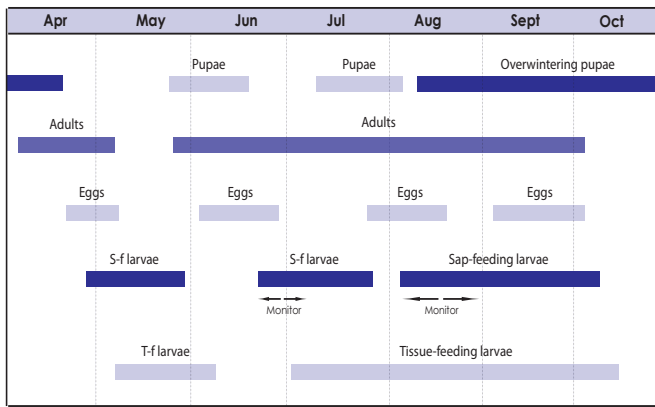 Apr May Jun Jul Aug Sept Oct
Pupae Pupae Overwintering pupae
Adults Adults
Eggs Eggs Eggs Eggs
S-f larvae S-f larvae Sap-feeding larvae
Monitor Monitor
T-f larvae Tissue-feeding larvae